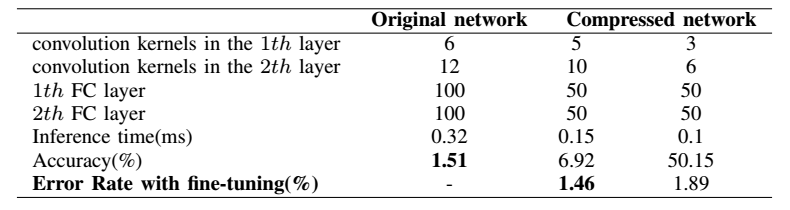 Original network Compressed network
convolution kernels in the 1th layer 6 5 3
convolution kernels in the 2th layer 12 10 6
1th FC layer 100 50 50
2th FC layer 100 50 50
Inference time(ms) 0.32 0.15 0.1
Accuracy(%) 1.51 6.92 50.15
Error Rate with fine-tuning(%) - 1.46 1.89